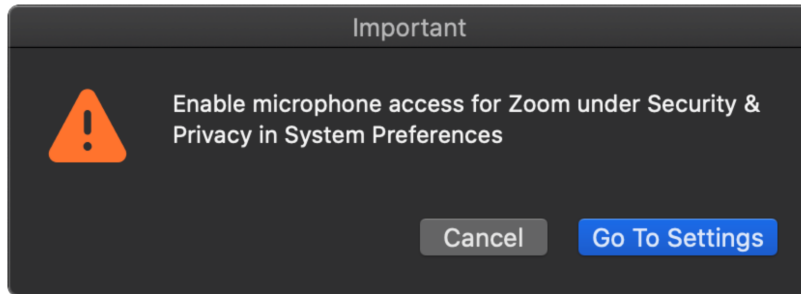 Important
Enable microphone access for Zoom under Security &
Privacy in System Preferences
Cancel Go To Settings